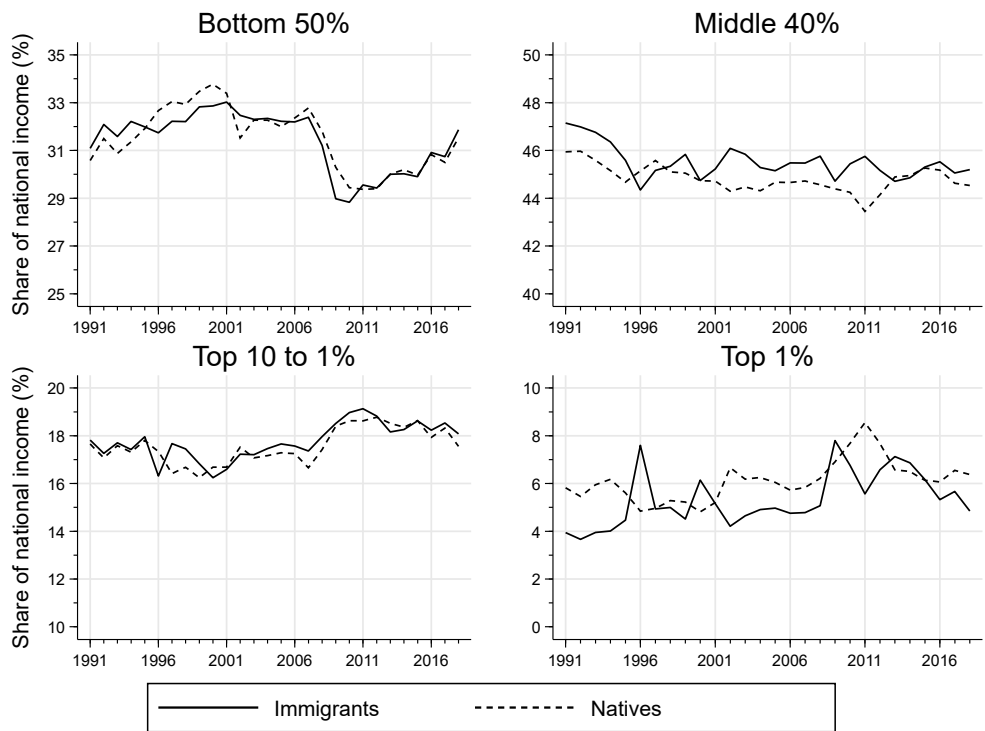 Bottom 50%
Share of national income (%)
35
33
31
29
27
25
1991 1996 2001 2006 2011 2016
Middle 40%
50
48
46
44
42
40
1991 1996 2001 2006 2011 2016
Top 10 to 1%
Share of national income (%)
20
18
16
14
12
10
1991 1996 2001 2006 2011 2016
Top 1%
10
8
6
4
2
0
1991 1996 2001 2006 2011 2016
Immigrants Natives